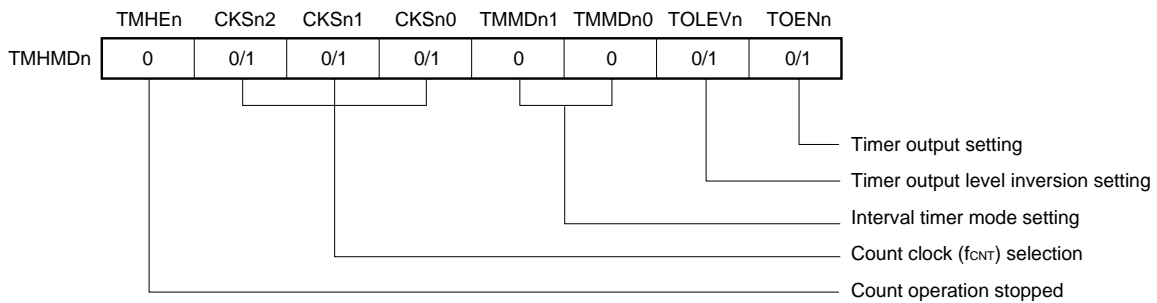 TMHEn CKSn2 CKSn1 CKSn0 TMMDn1 TMMDn0 TOLEVn TOENn
TMHMDn 0 0/1 0/1 0/1 0 0 0/1 0/1
Timer output setting
Timer output level inversion setting
Interval timer mode setting
Count clock (fCNT) selection
Count operation stopped